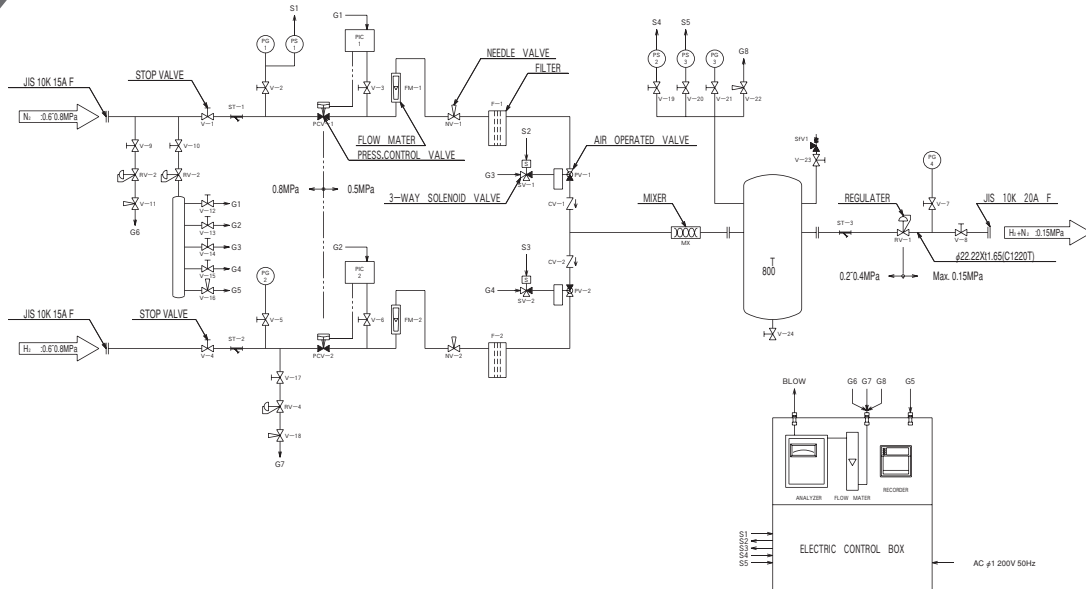 S1
G1
PG
1
PS
1
PIC
1
NEEDLE VALVE
FILTER
JIS 10K 15A F
STOP VALVE
V-2
V-3
FM-1
F-1
ST-1
N₂ :0.6~0.8MPa
V-1
PCV-1
NV-1
FLOW MATER
PRESS.CONTROL VALVE
V-9
V-10
S2
AIR OPERATED VALVE
RV-2
RV-2
G3
S
SV-1
PV-1
0.8MPa
0.5MPa
3-WAY SOLENOID VALVE
V-11
G6
V-12
G1
V-13
G2
V-14
G3
V-15
G4
V-16
G5
CV-1
G2
PIC
2
S3
CV-2
PG
2
G4
S
SV-2
PV-2
JIS 10K 15A F
STOP VALVE
V-5
V-6
FM-2
F-2
ST-2
H₂ :0.6~0.8MPa
V-4
PCV-2
NV-2
V-17
RV-4
V-18
G7
S4
S5
PS
2
PS
3
PG
3
G8
V-19
V-20
V-21
V-22
SfV1
V-23
PG
4
MIXER
REGULATER
V-7
JIS 10K 20A F
ST-3
MX
RV-1
V-8
H₂+N₂ :0.15MPa
T
800
φ22.22Xt1.65(C1220T)
0.2~0.4MPa
Max. 0.15MPa
V-24
BLOW
G6 G7 G8
G5
ANALYZER
FLOW MATER
RECORDER
S1
S2
S3
S4
S5
ELECTRIC CONTROL BOX
AC φ1 200V 50Hz